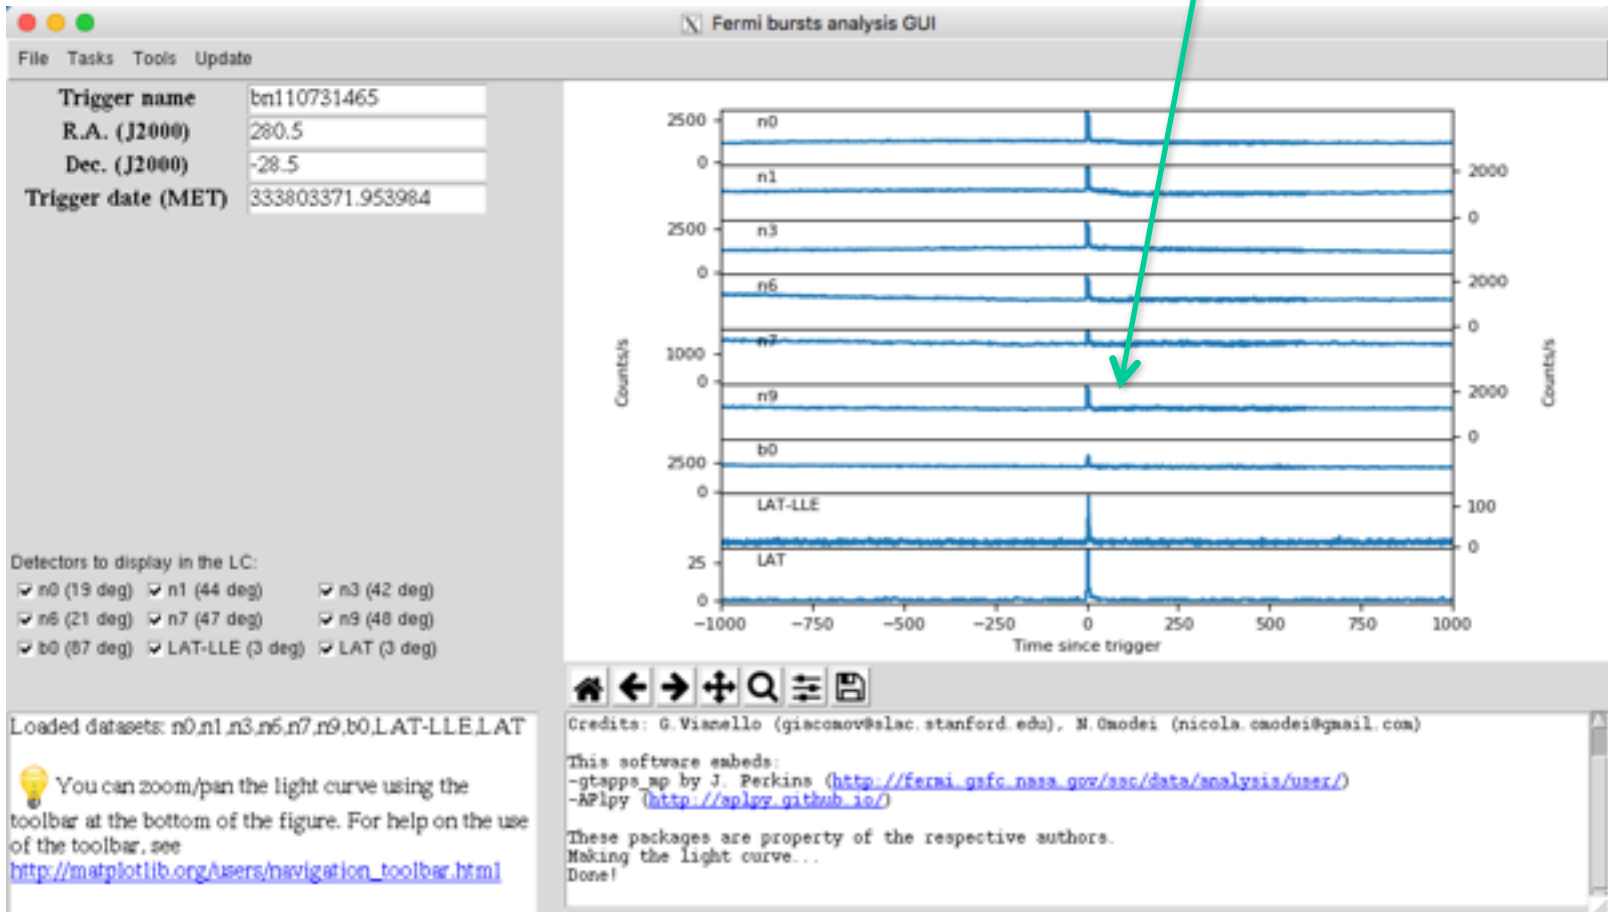 Fermi bursts analysis GUI
File Tasks Tools Update
Trigger name bn110731465
R.A. (J2000) 280.5
Dec. (J2000) -28.5
Trigger date (MET) 333803371.953984
Detectors to display in the LC:
n0 (19 deg) n1 (44 deg) n3 (42 deg)
n6 (21 deg) n7 (47 deg) n9 (48 deg)
b0 (87 deg) LAT-LLE (3 deg) LAT (3 deg)
Loaded datasets: n0,n1,n3,n6,n7,n9,b0,LAT-LLE,LAT
You can zoom/pan the light curve using the
toolbar at the bottom of the figure. For help on the use
of the toolbar, see
http://matplotlib.org/users/navigation_toolbar.html
2500 n0
0
n1 2000
0
2500 n3
0
n6 2000
0
n7
1000
0
n9 2000
0
b0
2500
0
LAT-LLE 100
0
25 LAT
0
Counts/s
Counts/s
−1000 −750 −500 −250 0 250 500 750 1000
Time since trigger
Credits: G.Vianello (giacomov@slac.stanford.edu), N.Omodei (nicola.omodei@gmail.com)
This software embeds:
-gtapps_mp by J. Perkins (http://fermi.gsfc.nasa.gov/ssc/data/analysis/user/)
-APlpy (http://aplpy.github.io/)
These packages are property of the respective authors.
Making the light curve...
Done!